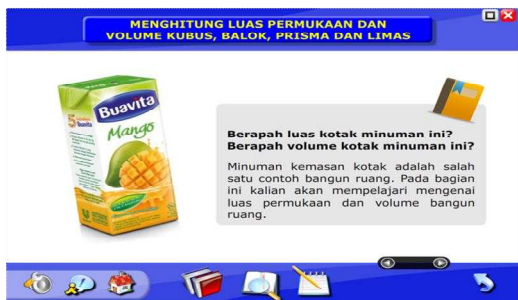 MENGHITUNG LUAS PERMUKAAN DAN
VOLUME KUBUS, BALOK, PRISMA DAN LIMAS
Buavita
Mango
5
Buavita
Berapah luas kotak minuman ini?
Berapah volume kotak minuman ini?
Minuman kemasan kotak adalah salah
satu contoh bangun ruang. Pada bagian
ini kalian akan mempelajari mengenai
luas permukaan dan volume bangun
ruang.